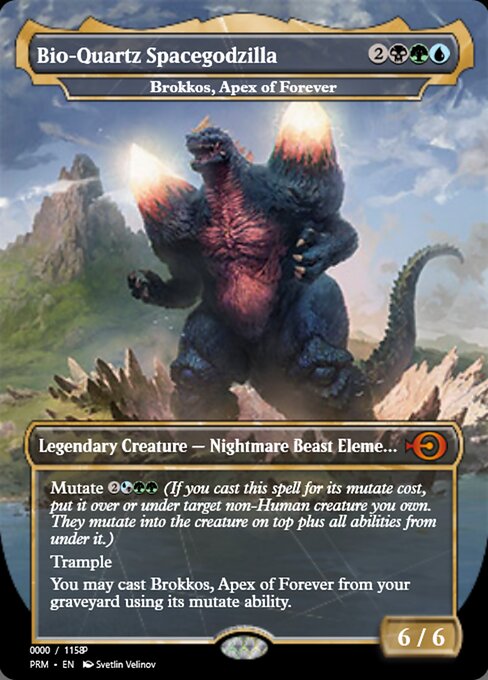 Bio-Quartz Spacegodzilla 2
Brokkos, Apex of Forever
Legendary Creature — Nightmare Beast Eleme...
Mutate 2 (If you cast this spell for its mutate cost,
put it over or under target non-Human creature you own.
They mutate into the creature on top plus all abilities from
under it.)
Trample
You may cast Brokkos, Apex of Forever from your
graveyard using its mutate ability.
6/6
0000 / 1158P
PRM • EN Svetlin Velinov